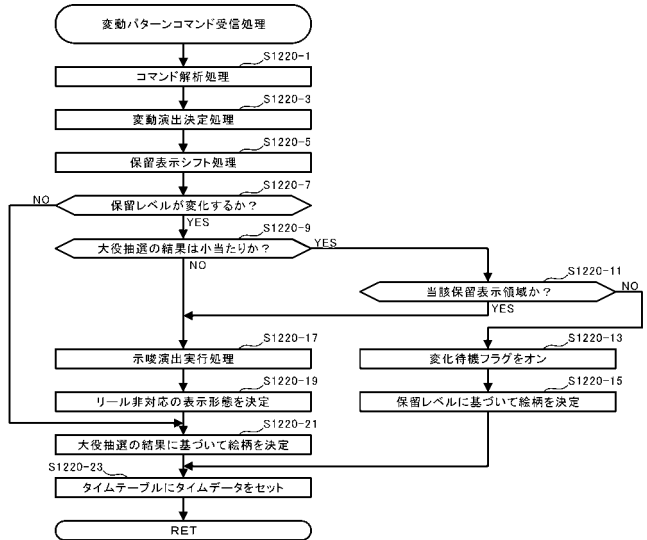 変動パターンコマンド受信処理
S1220-1
コマンド解析処理
S1220-3
変動演出決定処理
S1220-5
保留表示シフト処理
S1220-7
NO
保留レベルが変化するか？
YES
S1220-9
大役抽選の結果は小当たりか？
YES
NO
S1220-11
当該保留表示領域か？
NO
YES
S1220-17
示唆演出実行処理
S1220-13
変化待機フラグをオン
S1220-19
リール非対応の表示形態を決定
S1220-15
保留レベルに基づいて絵柄を決定
S1220-21
大役抽選の結果に基づいて絵柄を決定
S1220-23
タイムテーブルにタイムデータをセット
RET